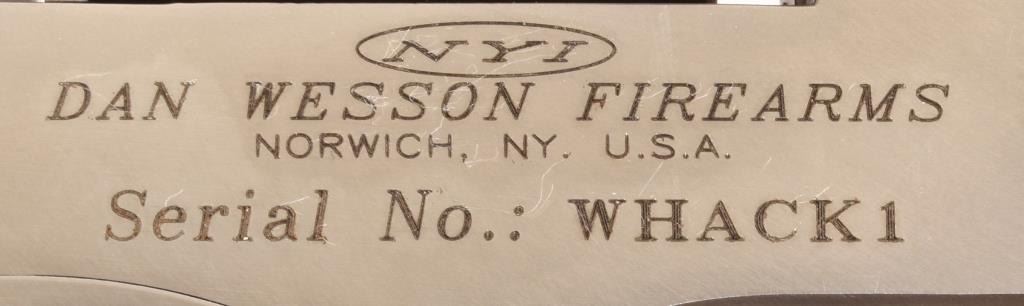 NYI
DAN WESSON FIREARMS
NORWICH, NY. U.S.A.
Serial No.: WHACK1